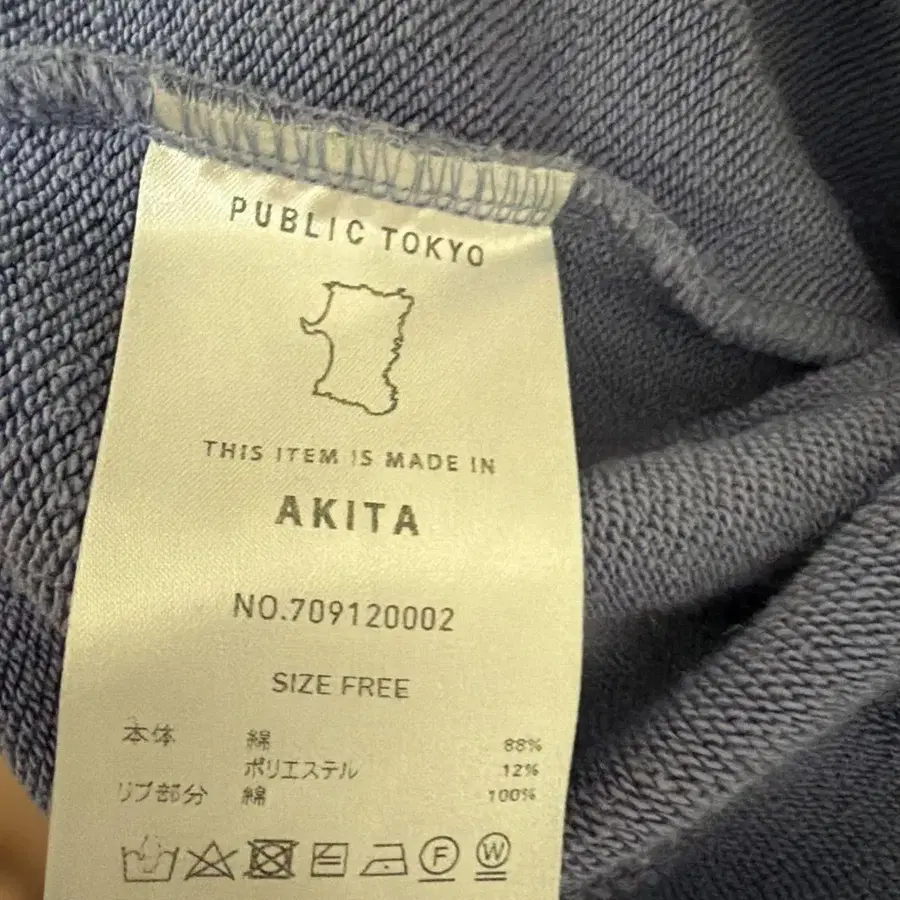 PUBLIC TOKYO
THIS ITEM IS MADE IN
AKITA
NO.709120002
SIZE FREE
本体 綿 88%
ポリエステル 12%
リブ部分 綿 100%
F W